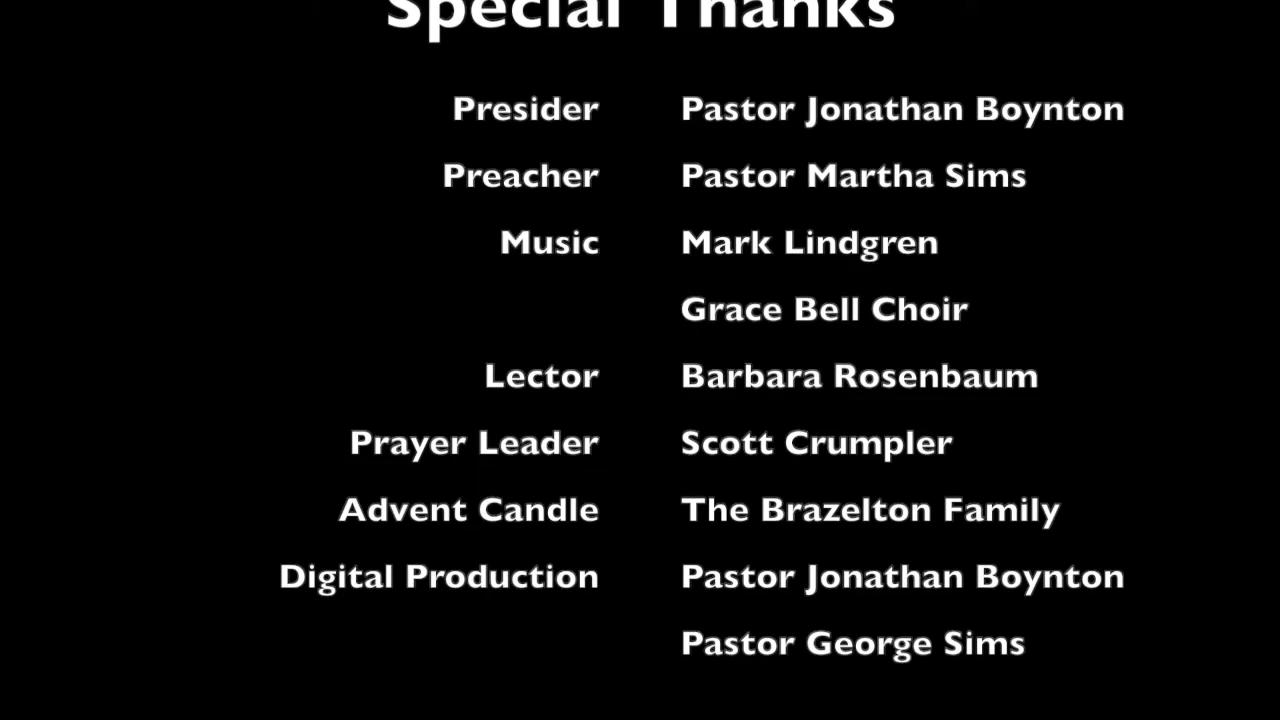 Special Thanks
Presider Pastor Jonathan Boynton
Preacher Pastor Martha Sims
Music Mark Lindgren
Grace Bell Choir
Lector Barbara Rosenbaum
Prayer Leader Scott Crumpler
Advent Candle The Brazelton Family
Digital Production Pastor Jonathan Boynton
Pastor George Sims